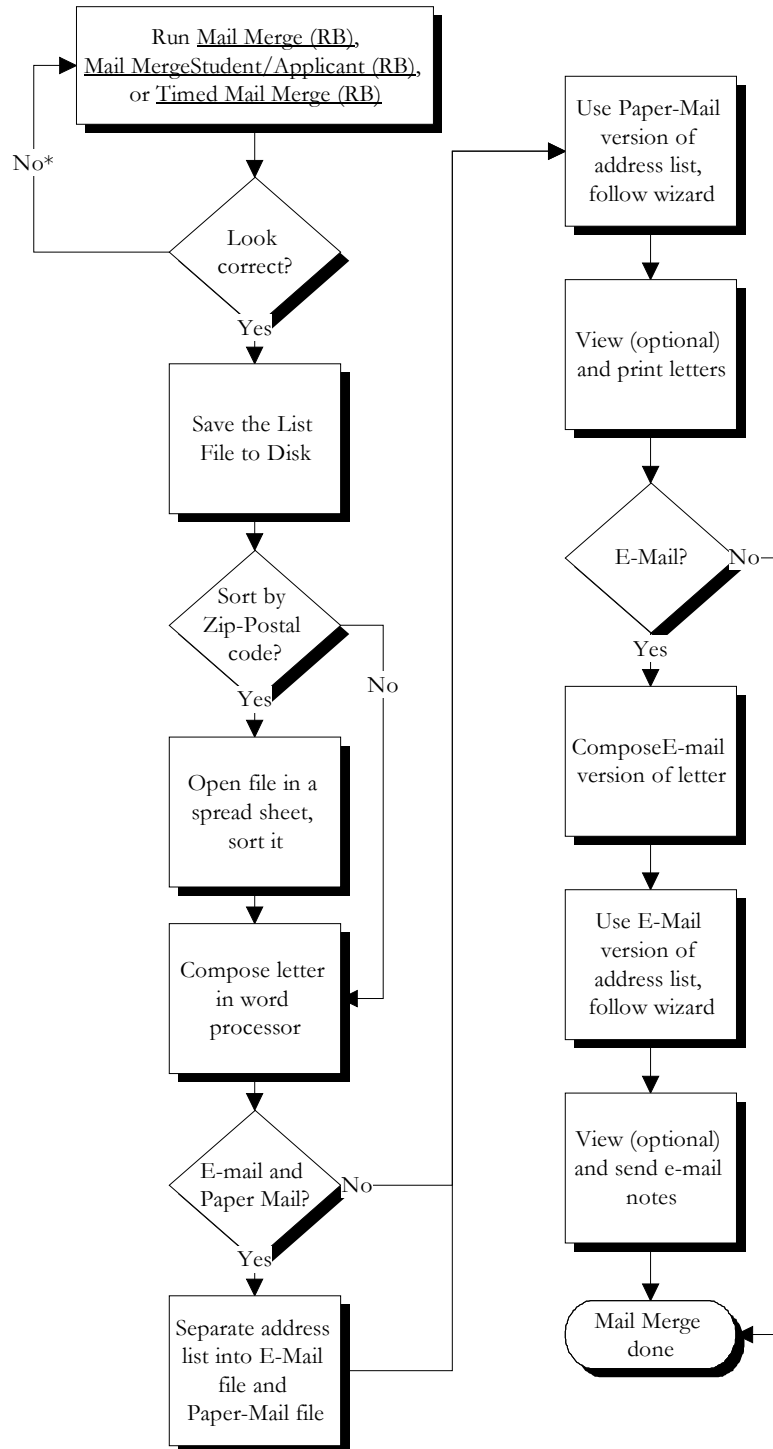 Run Mail Merge (RB),
Mail MergeStudent/Applicant (RB),
or Timed Mail Merge (RB)
No*
Look
correct?
Yes
Save the List
File to Disk
Sort by
Zip-Postal
code?
No
Yes
Open file in a
spread sheet,
sort it
Compose letter
in word
processor
E-mail and
Paper Mail?
No
Yes
Separate address
list into E-Mail
file and
Paper-Mail file
Use Paper-Mail
version of
address list,
follow wizard
View (optional)
and print letters
E-Mail?
No
Yes
ComposeE-mail
version of letter
Use E-Mail
version of
address list,
follow wizard
View (optional)
and send e-mail
notes
Mail Merge
done